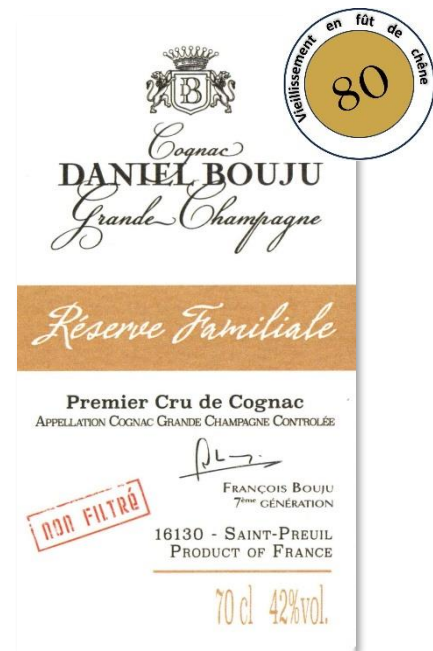 Vieillissement en fût de chêne
80
B
Cognac
DANIEL BOUJU
Grande Champagne
Réserve Familiale
Premier Cru de Cognac
APPELLATION COGNAC GRANDE CHAMPAGNE CONTROLÉE
FRANÇOIS BOUJU
7ème GÉNÉRATION
NON FILTRÉ
16130 - SAINT-PREUIL
PRODUCT OF FRANCE
70 cl 42%vol.